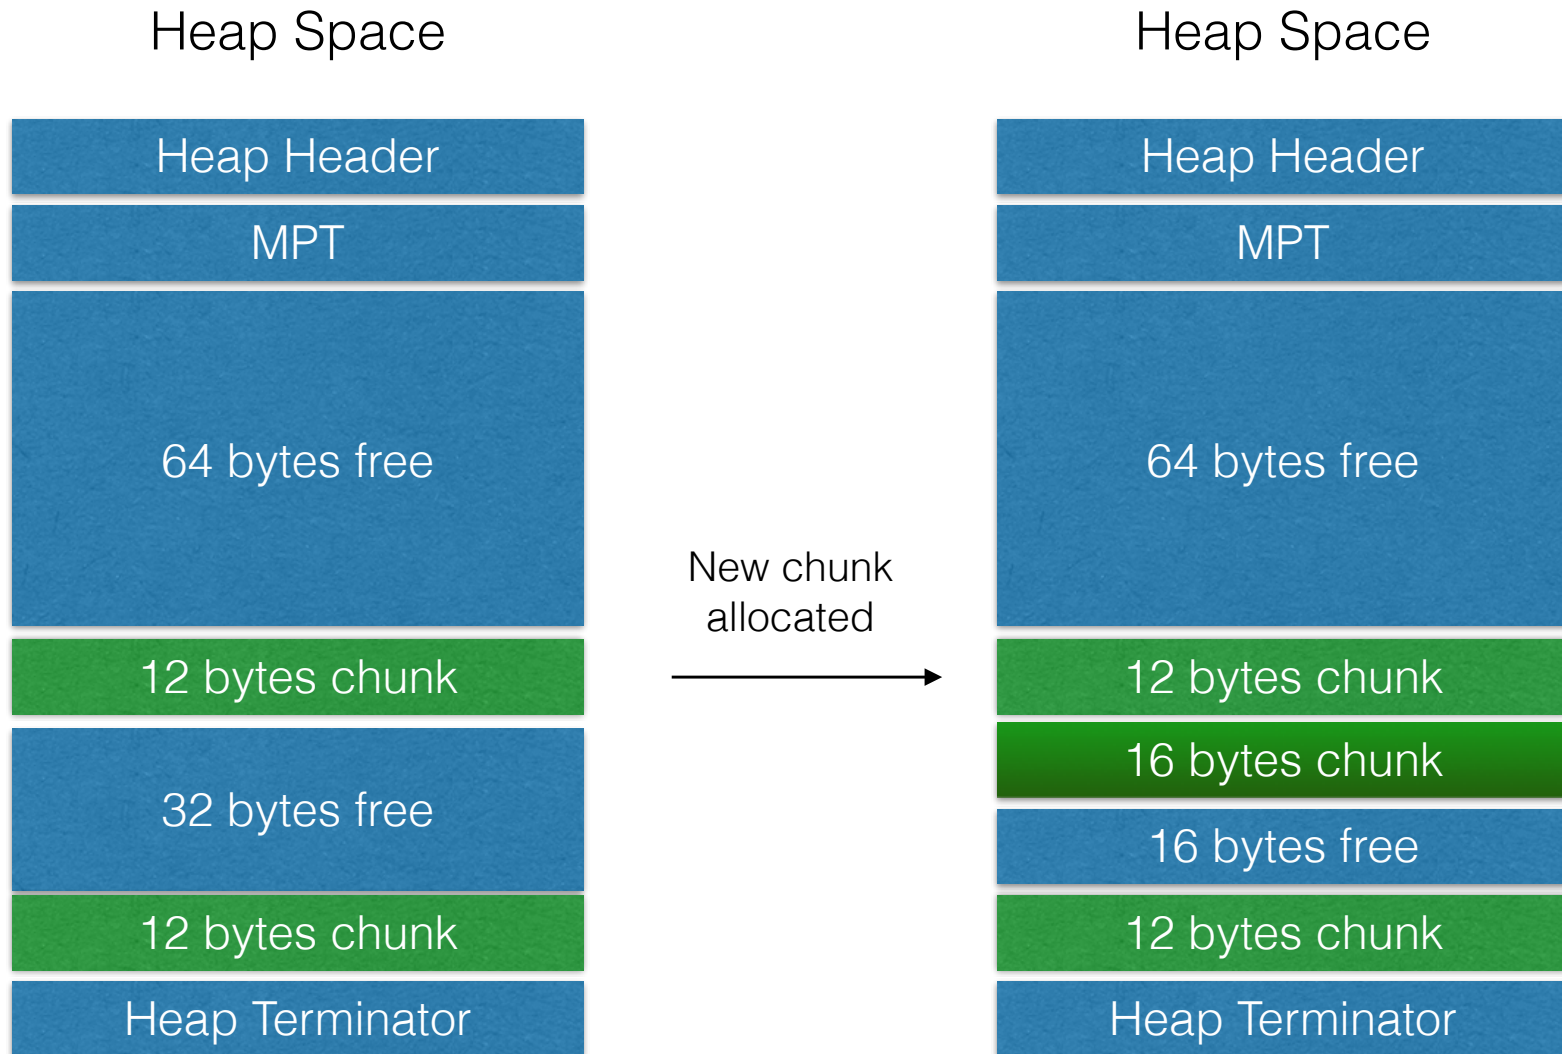 Heap Space
Heap Header
MPT
64 bytes free
12 bytes chunk
32 bytes free
12 bytes chunk
Heap Terminator
New chunk
allocated
Heap Space
Heap Header
MPT
64 bytes free
12 bytes chunk
16 bytes chunk
16 bytes free
12 bytes chunk
Heap Terminator